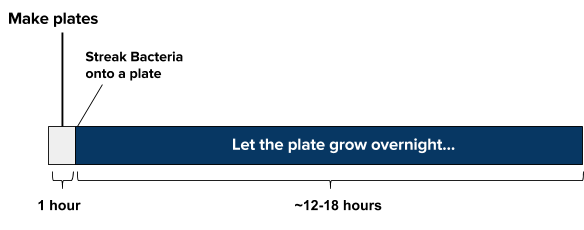 Make plates
Streak Bacteria
onto a plate
Let the plate grow overnight...
1 hour
~12-18 hours